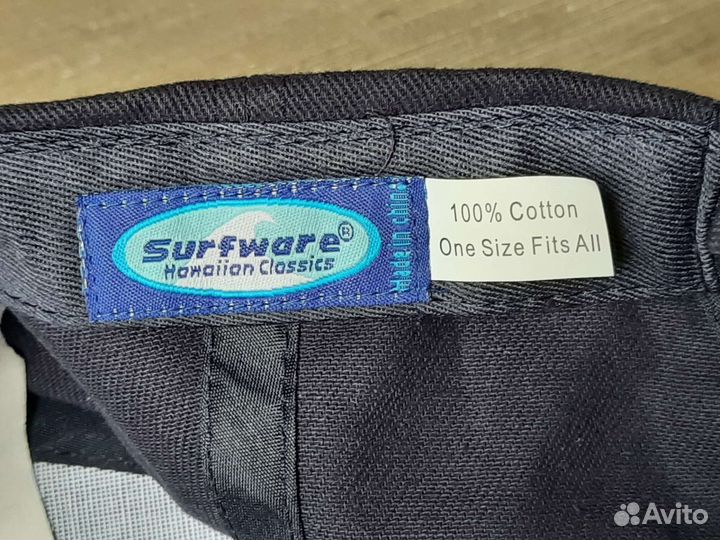 Surfware®
Hawaiian Classics
100% Cotton
One Size Fits All
Avito